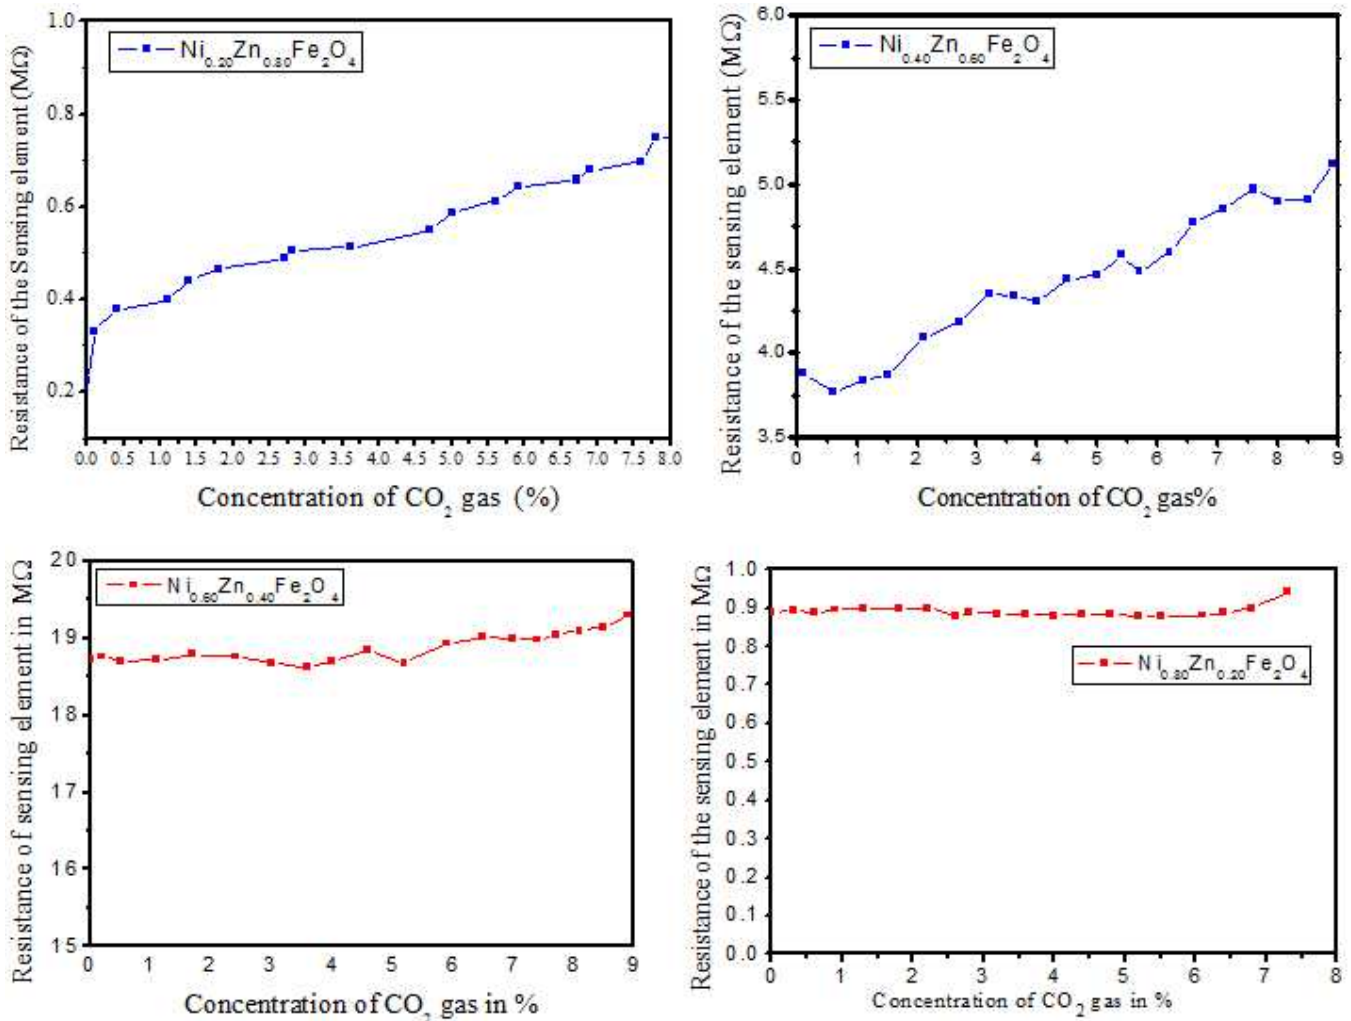 Resistance of the Sensing element (MΩ)
1.0
0.8
0.6
0.4
0.2
Ni0.20Zn0.80Fe2O4
0.0 0.5 1.0 1.5 2.0 2.5 3.0 3.5 4.0 4.5 5.0 5.5 6.0 6.5 7.0 7.5 8.0
Concentration of CO2 gas (%)
Resistance of the sensing element (MΩ)
6.0
5.5
5.0
4.5
4.0
3.5
Ni0.40Zn0.60Fe2O4
0 1 2 3 4 5 6 7 8 9
Concentration of CO2 gas%
Resistance of sensing element in MΩ
20
19
18
17
16
15
Ni0.60Zn0.40Fe2O4
0 1 2 3 4 5 6 7 8 9
Concentration of CO2 gas in %
Resistance of the sensing element in MΩ
1.0
0.9
0.8
0.7
0.6
0.5
0.4
0.3
0.2
0.1
0.0
Ni0.80Zn0.20Fe2O4
0 1 2 3 4 5 6 7 8
Concentration of CO2 gas in %